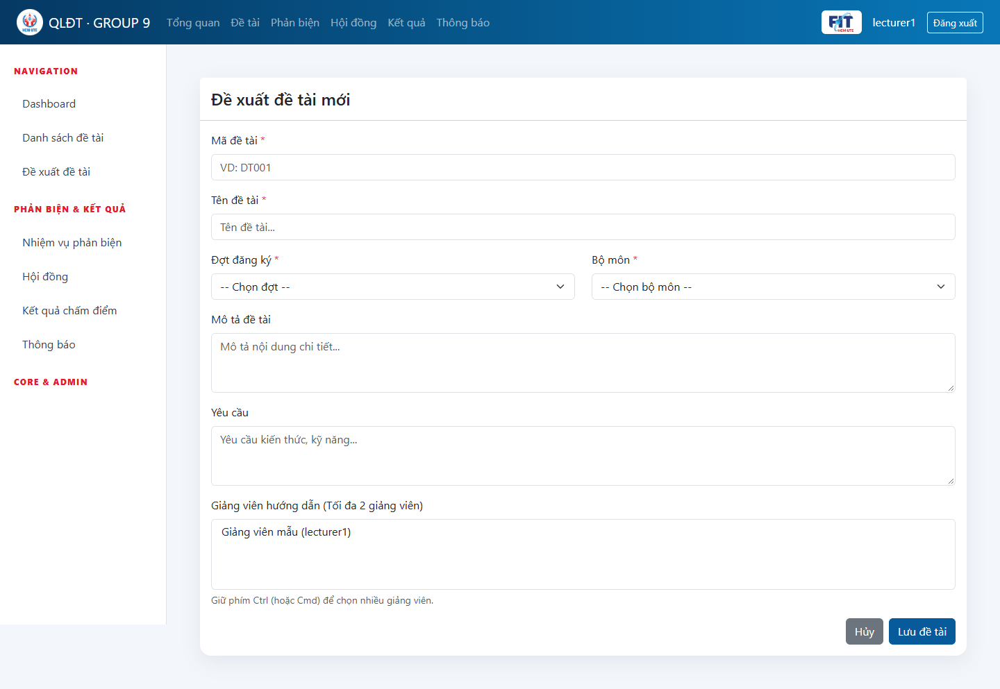 HCM-UTE
QLĐT · GROUP 9
Tổng quan
Đề tài
Phản biện
Hội đồng
Kết quả
Thông báo
FIT
HCM-UTE
lecturer1
Đăng xuất
NAVIGATION
Dashboard
Danh sách đề tài
Đề xuất đề tài
PHẢN BIỆN & KẾT QUẢ
Nhiệm vụ phản biện
Hội đồng
Kết quả chấm điểm
Thông báo
CORE & ADMIN
Đề xuất đề tài mới
Mã đề tài *
VD: DT001
Tên đề tài *
Tên đề tài...
Đợt đăng ký *
-- Chọn đợt --
Bộ môn *
-- Chọn bộ môn --
Mô tả đề tài
Mô tả nội dung chi tiết...
Yêu cầu
Yêu cầu kiến thức, kỹ năng...
Giảng viên hướng dẫn (Tối đa 2 giảng viên)
Giảng viên mẫu (lecturer1)
Giữ phím Ctrl (hoặc Cmd) để chọn nhiều giảng viên.
Hủy
Lưu đề tài